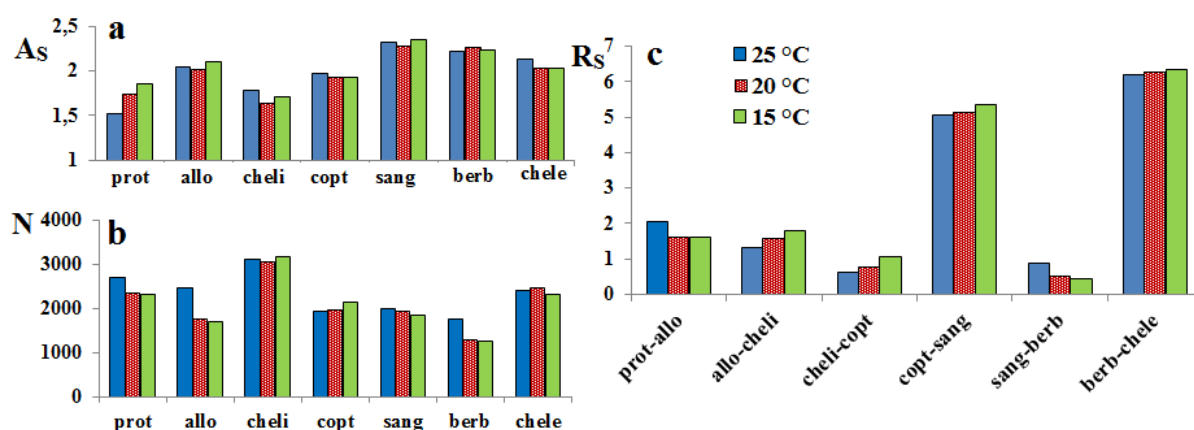 a
A_S
2,5
2
1,5
1
prot allo cheli copt sang berb chele
b
N
4000
3000
2000
1000
0
prot allo cheli copt sang berb chele
c
R_S
7
6
5
4
3
2
1
0
25 °C
20 °C
15 °C
prot-allo
allo-cheli
cheli-copt
copt-sang
sang-berb
berb-chele